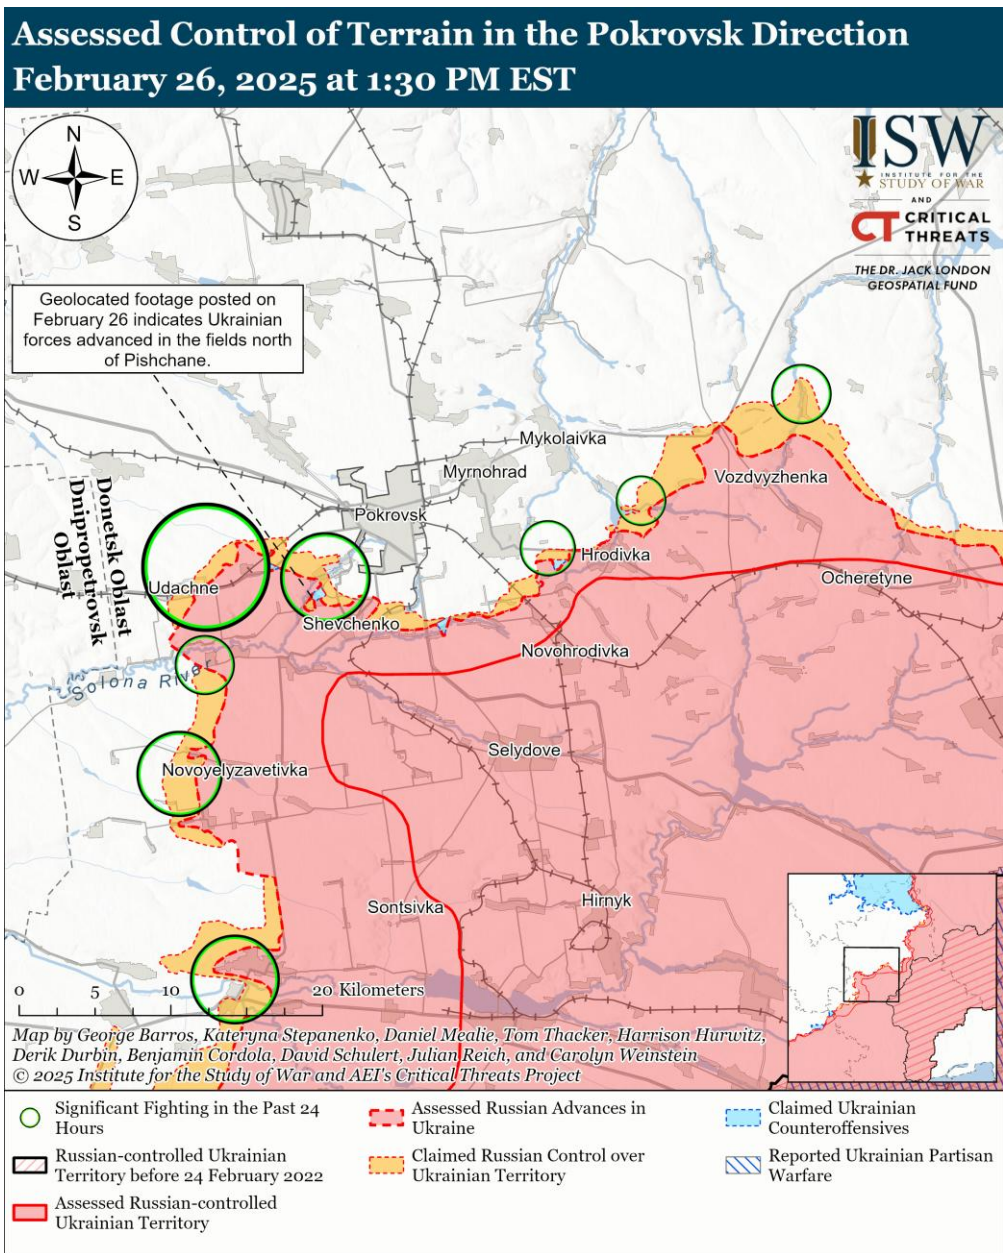 Assessed Control of Terrain in the Pokrovsk Direction
February 26, 2025 at 1:30 PM EST
N
W
E
S
ISW
INSTITUTE FOR THE
STUDY OF WAR
AND
CT CRITICAL
THREATS
THE DR. JACK LONDON
GEOSPATIAL FUND
Geolocated footage posted on
February 26 indicates Ukrainian
forces advanced in the fields north
of Pishchane.
Mykolaivka
Myrnohrad
Vozdvyzhenka
Pokrovsk
Donetsk Oblast
Dnipropetrovsk
Oblast
Hrodivka
Udachne
Ocheretyne
Shevchenko
Novohrodivka
Solona River
Selydove
Novoyelyzavetivka
Sontsivka
Hirnyk
0 5 10 20 Kilometers
Map by George Barros, Kateryna Stepanenko, Daniel Mealie, Tom Thacker, Harrison Hurwitz,
Derik Durbin, Benjamin Cordola, David Schulert, Julian Reich, and Carolyn Weinstein
© 2025 Institute for the Study of War and AEI's Critical Threats Project
Significant Fighting in the Past 24
Hours
Russian-controlled Ukrainian
Territory before 24 February 2022
Assessed Russian-controlled
Ukrainian Territory
Assessed Russian Advances in
Ukraine
Claimed Russian Control over
Ukrainian Territory
Claimed Ukrainian
Counteroffensives
Reported Ukrainian Partisan
Warfare